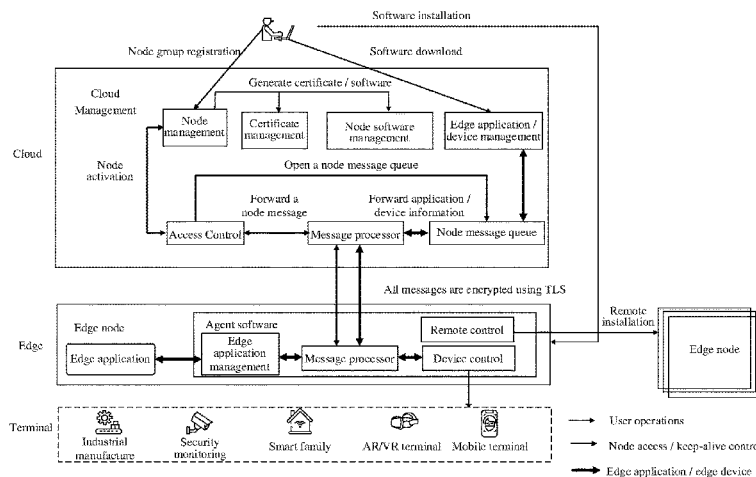 Software installation
Node group registration
Software download
Cloud
Management
Generate certificate / software
Node
management
Certificate
management
Node software
management
Edge application /
device management
Cloud
Node
activation
Open a node message queue
Forward a
node message
Forward application /
device information
Access Control
Message processor
Node message queue
All messages are encrypted using TLS
Remote
installation
Edge node
Agent software
Remote control
Edge
Edge application
Edge
application
management
Message processor
Device control
Edge node
Terminal
Industrial
manufacture
Security
monitoring
Smart family
AR/VR terminal
Mobile terminal
User operations
Node access / keep-alive control
Edge application / edge device